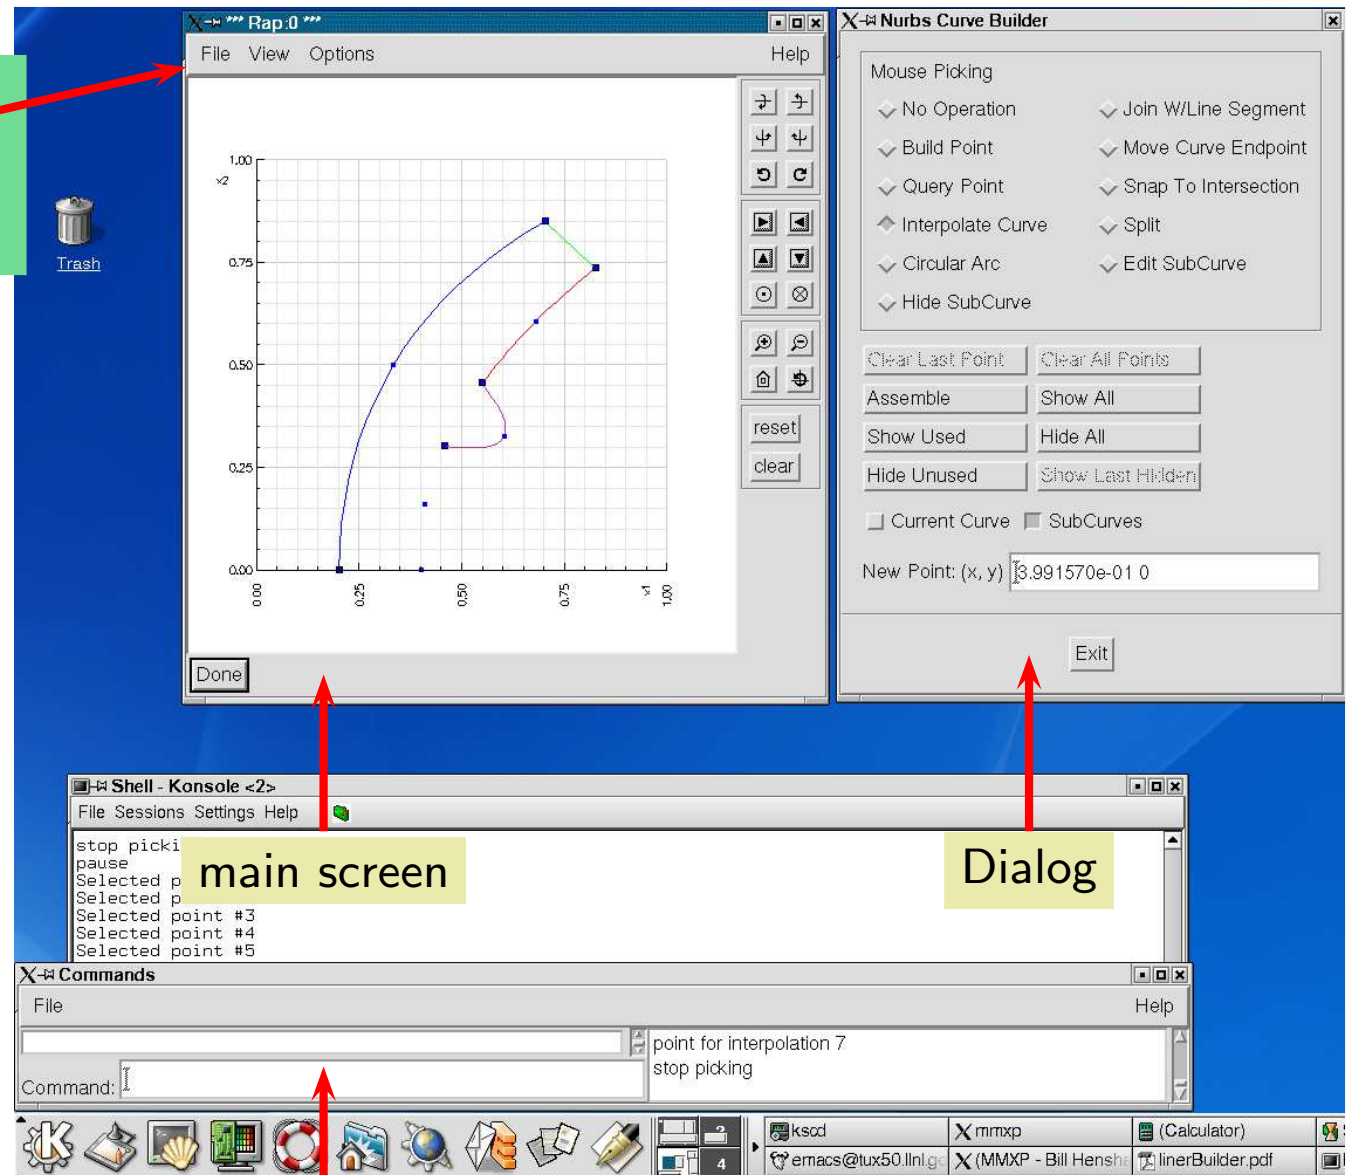 *** Rap:0 ***
File View Options Help
1.00
x2
0.75
0.50
0.25
0.00
0.00 0.25 0.50 0.75 x1 1.00
reset
clear
Done
Trash
Nurbs Curve Builder
Mouse Picking
No Operation Join W/Line Segment
Build Point Move Curve Endpoint
Query Point Snap To Intersection
Interpolate Curve Split
Circular Arc Edit SubCurve
Hide SubCurve
Clear Last Point Clear All Points
Assemble Show All
Show Used Hide All
Hide Unused Show Last Hidden
Current Curve SubCurves
New Point: (x, y) 3.991570e-01 0
Exit
Shell - Konsole <2>
File Sessions Settings Help
stop picki
pause
Selected p
Selected p
Selected point #3
Selected point #4
Selected point #5
main screen
Dialog
Commands
File Help
point for interpolation 7
stop picking
Command:
2
4
kscd mmxp (Calculator) S
emacs@tux50.llnl.g (MMXP - Bill Hensh linerBuilder.pdf